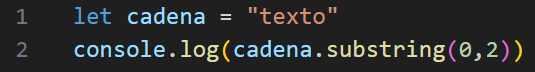 1 let cadena = "texto"
2 console.log(cadena.substring(0,2))